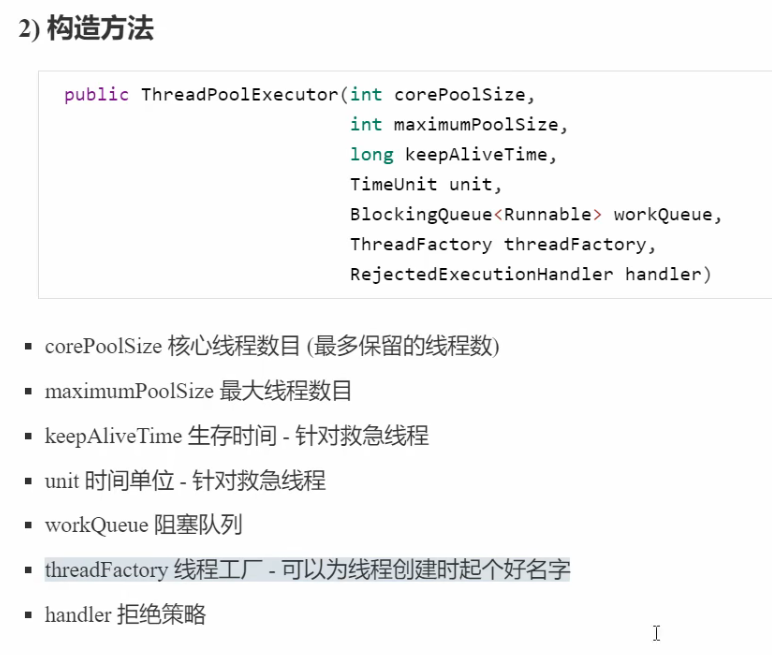 2) 构造方法
public ThreadPoolExecutor(int corePoolSize,
int maximumPoolSize,
long keepAliveTime,
TimeUnit unit,
BlockingQueue<Runnable> workQueue,
ThreadFactory threadFactory,
RejectedExecutionHandler handler)
▪ corePoolSize 核心线程数目 (最多保留的线程数)
▪ maximumPoolSize 最大线程数目
▪ keepAliveTime 生存时间 - 针对救急线程
▪ unit 时间单位 - 针对救急线程
▪ workQueue 阻塞队列
▪ threadFactory 线程工厂 - 可以为线程创建时起个好名字
▪ handler 拒绝策略